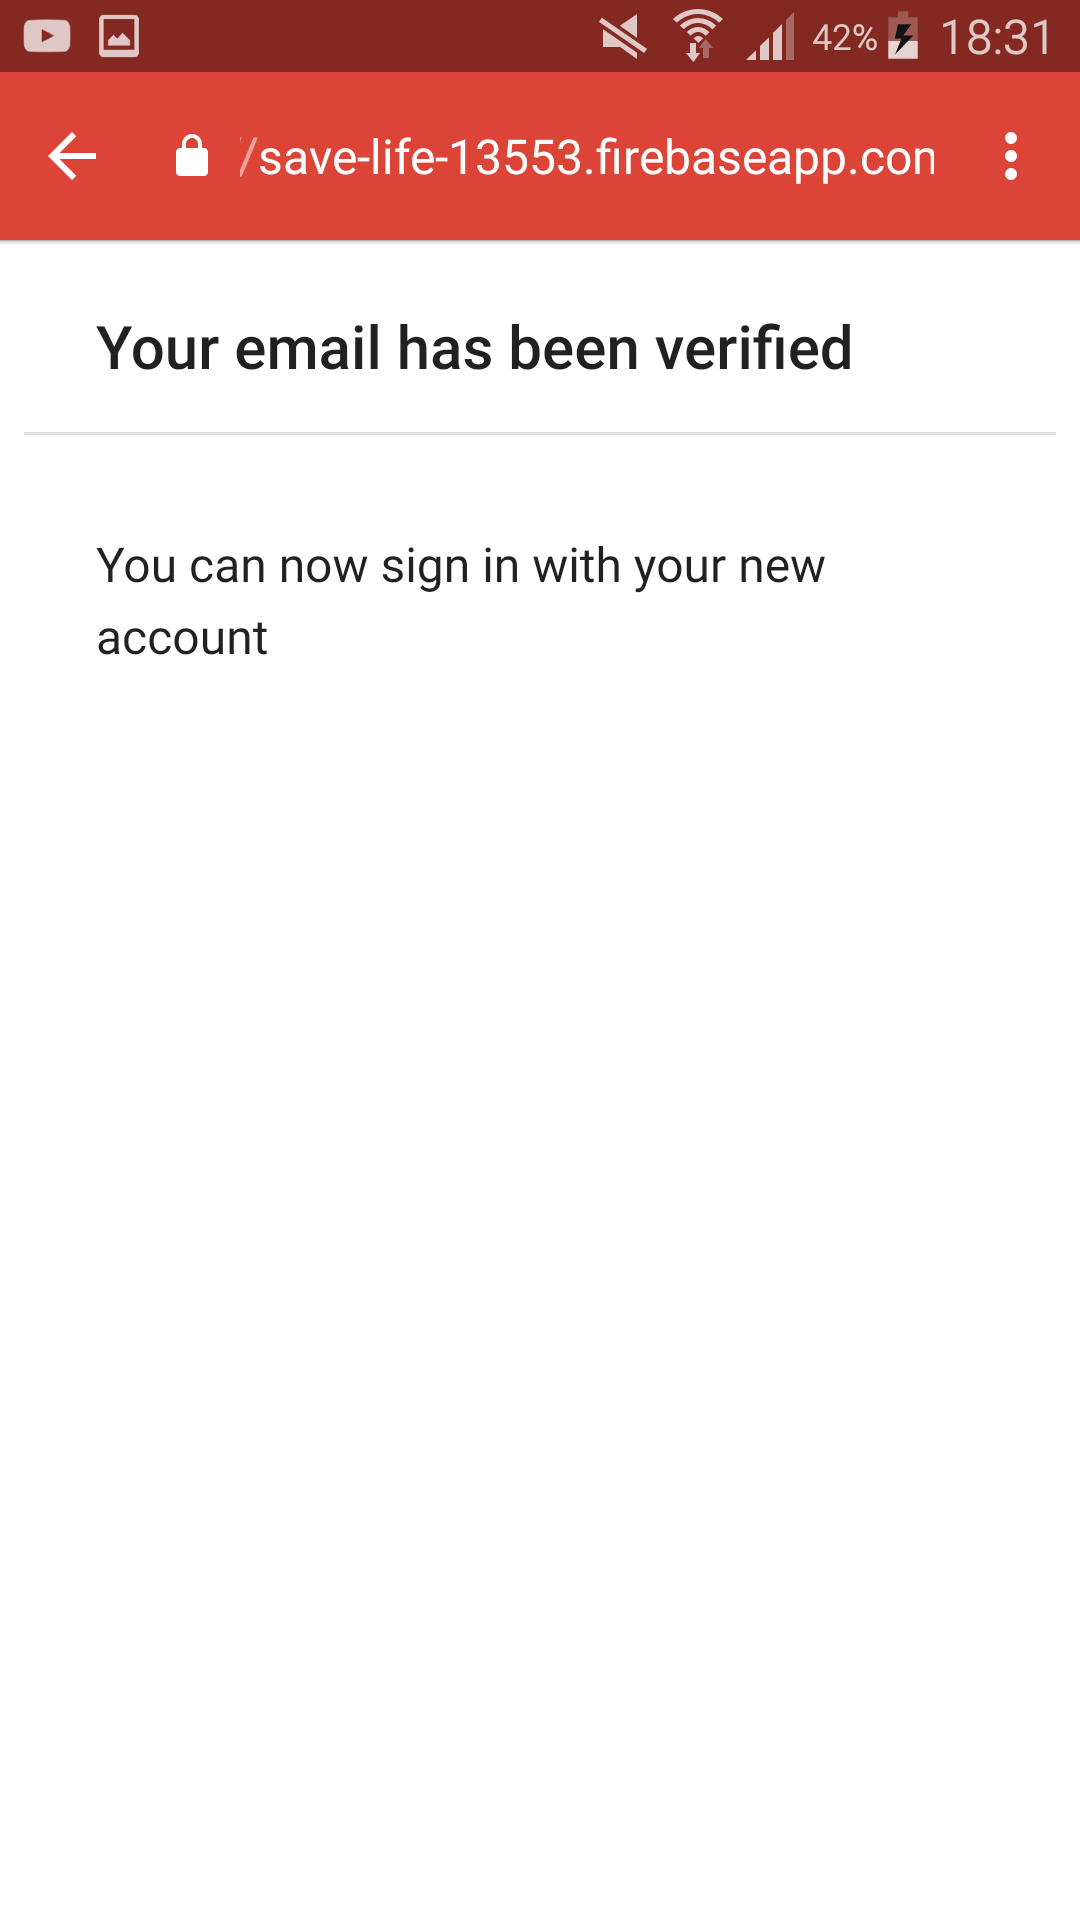 42% 18:31
/save-life-13553.firebaseapp.con
Your email has been verified
You can now sign in with your new
account